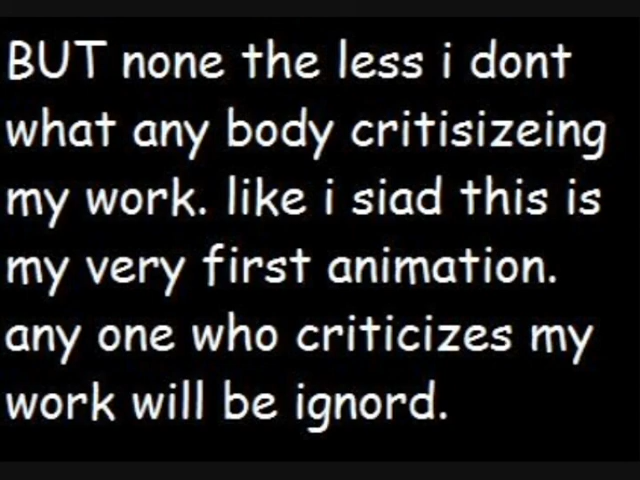 BUT none the less i dont
what any body critisizeing
my work. like i siad this is
my very first animation.
any one who criticizes my
work will be ignord.